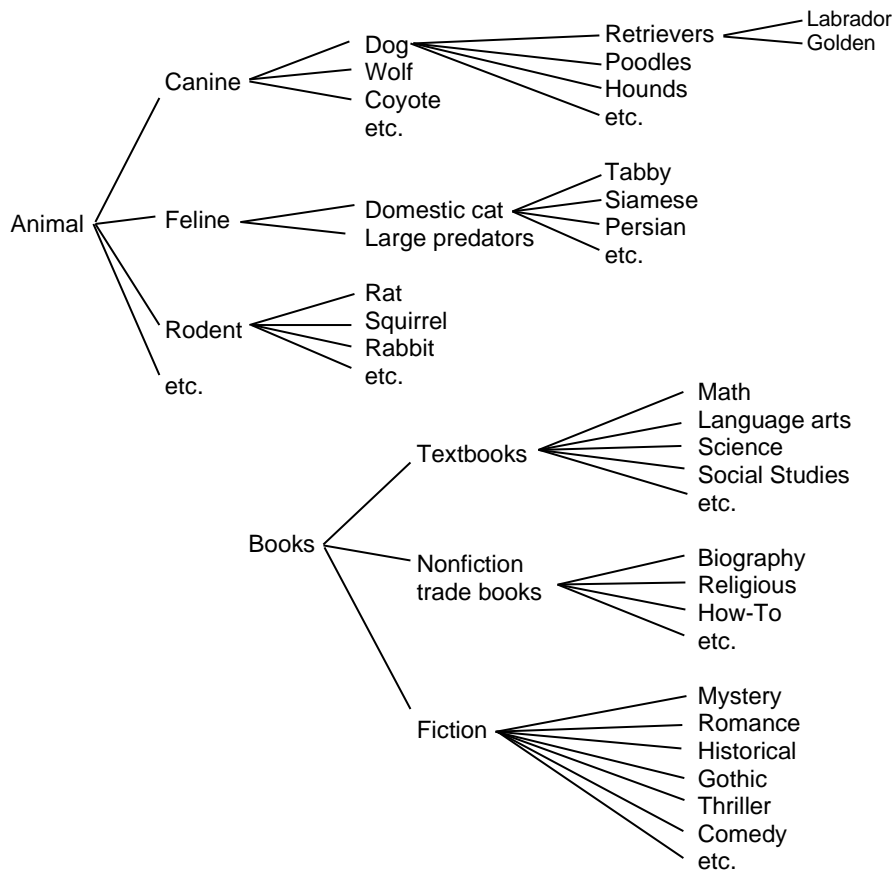 Animal
Canine
Dog
Wolf
Coyote
etc.
Retrievers
Poodles
Hounds
etc.
Labrador
Golden
Feline
Domestic cat
Large predators
Tabby
Siamese
Persian
etc.
Rodent
Rat
Squirrel
Rabbit
etc.
etc.
Books
Textbooks
Math
Language arts
Science
Social Studies
etc.
Nonfiction
trade books
Biography
Religious
How-To
etc.
Fiction
Mystery
Romance
Historical
Gothic
Thriller
Comedy
etc.